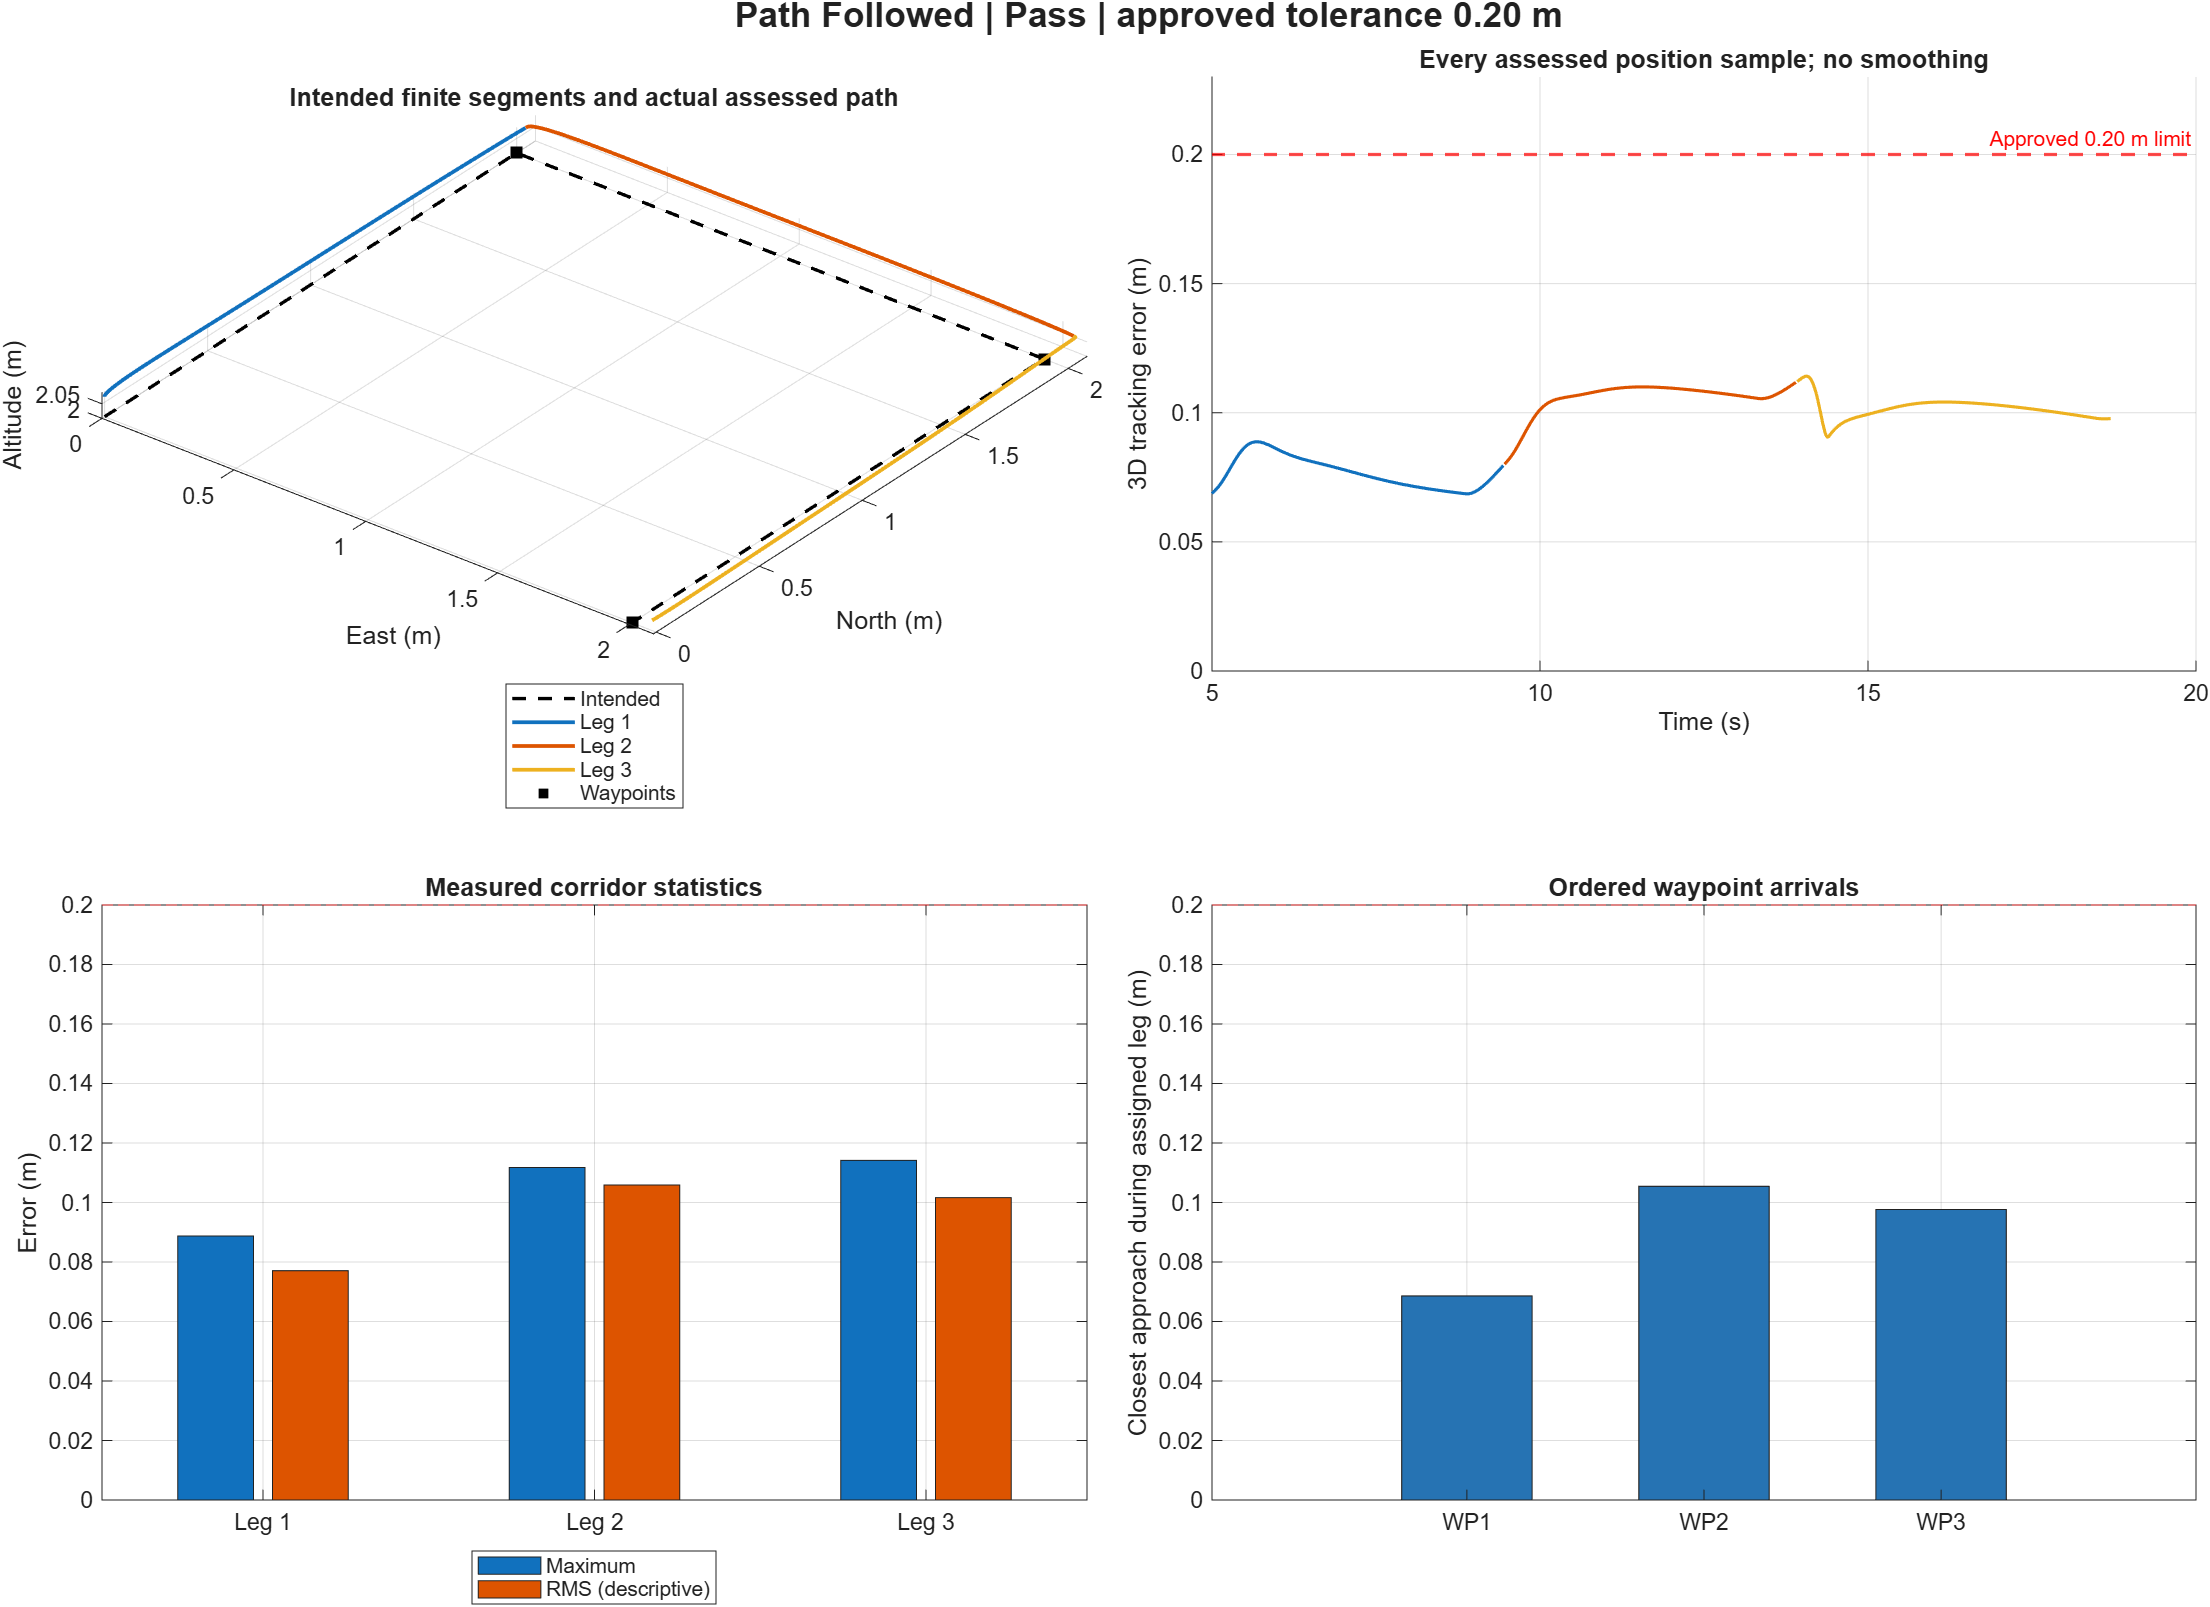 Path Followed | Pass | approved tolerance 0.20 m
Intended finite segments and actual assessed path
Altitude (m)
2.05
2
0
0.5
1
1.5
2
East (m)
0
0.5
1
1.5
2
North (m)
Intended
Leg 1
Leg 2
Leg 3
Waypoints
Every assessed position sample; no smoothing
Approved 0.20 m limit
3D tracking error (m)
0.2
0.15
0.1
0.05
0
5
10
15
20
Time (s)
Measured corridor statistics
Error (m)
0.2
0.18
0.16
0.14
0.12
0.1
0.08
0.06
0.04
0.02
0
Leg 1
Leg 2
Leg 3
Maximum
RMS (descriptive)
Ordered waypoint arrivals
Closest approach during assigned leg (m)
0.2
0.18
0.16
0.14
0.12
0.1
0.08
0.06
0.04
0.02
0
WP1
WP2
WP3